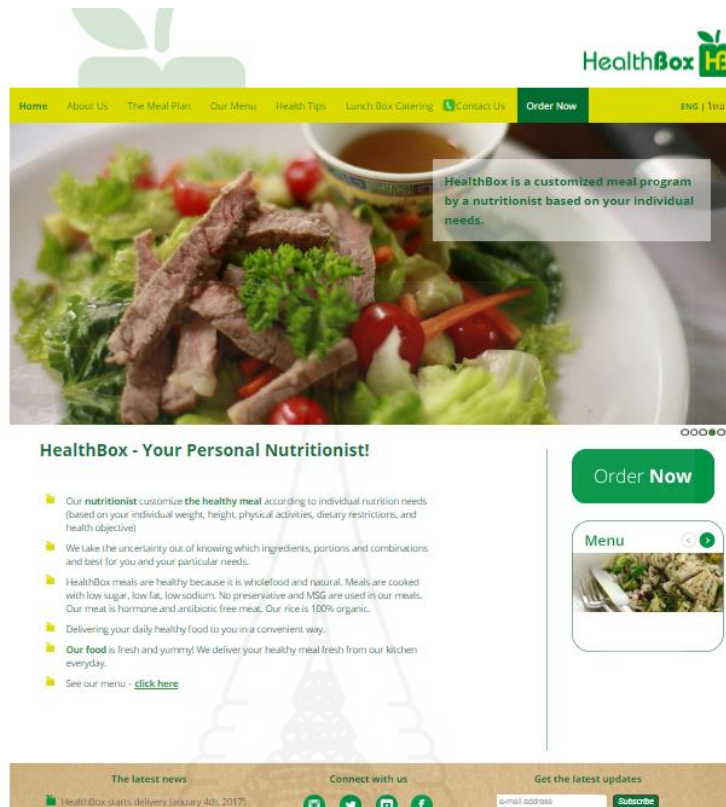 HealthBox HB
Home About Us The Meal Plan Our Menu Health Tips Lunch Box Catering Contact Us Order Now ENG | ไทย
HealthBox is a customized meal program
by a nutritionist based on your individual
needs.
HealthBox - Your Personal Nutritionist!
Our nutritionist customize the healthy meal according to individual nutrition needs
(based on your individual weight, height, physical activities, dietary restrictions, and
health objective)
We take the uncertainty out of knowing which ingredients, portions and combinations
and best for you and your particular needs.
HealthBox meals are healthy because it is wholefood and natural. Meals are cooked
with low sugar, low fat, low sodium. No preservative and MSG are used in our meals.
Our meat is hormone and antibiotic free meat. Our rice is 100% organic.
Delivering your daily healthy food to you in a convenient way.
Our food is fresh and yummy! We deliver your healthy meal fresh from our kitchen
everyday.
See our menu – click here
Order Now
Menu
The latest news
HealthBox starts delivery January 4th, 2017!
Connect with us
Get the latest updates
e-mail address Subscribe